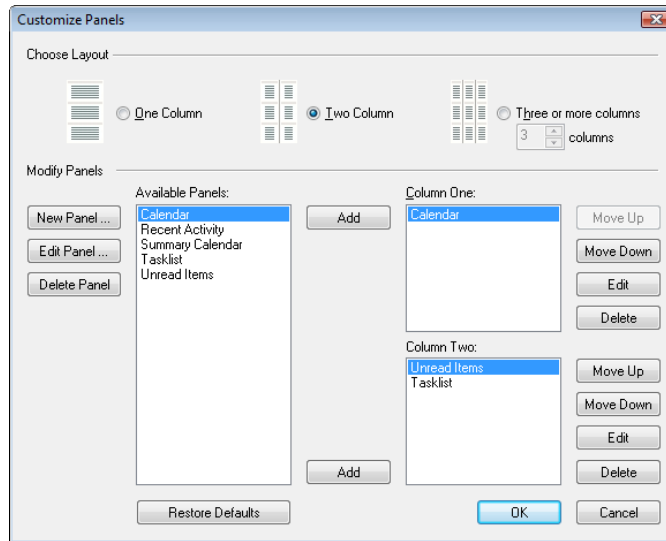 Customize Panels
Choose Layout
One Column
Two Column
Three or more columns
3 columns
Modify Panels
Available Panels:
Column One:
New Panel ...
Edit Panel ...
Delete Panel
Calendar
Recent Activity
Summary Calendar
Tasklist
Unread Items
Add
Calendar
Move Up
Move Down
Edit
Delete
Column Two:
Unread Items
Tasklist
Move Up
Move Down
Edit
Add
Delete
Restore Defaults
OK
Cancel